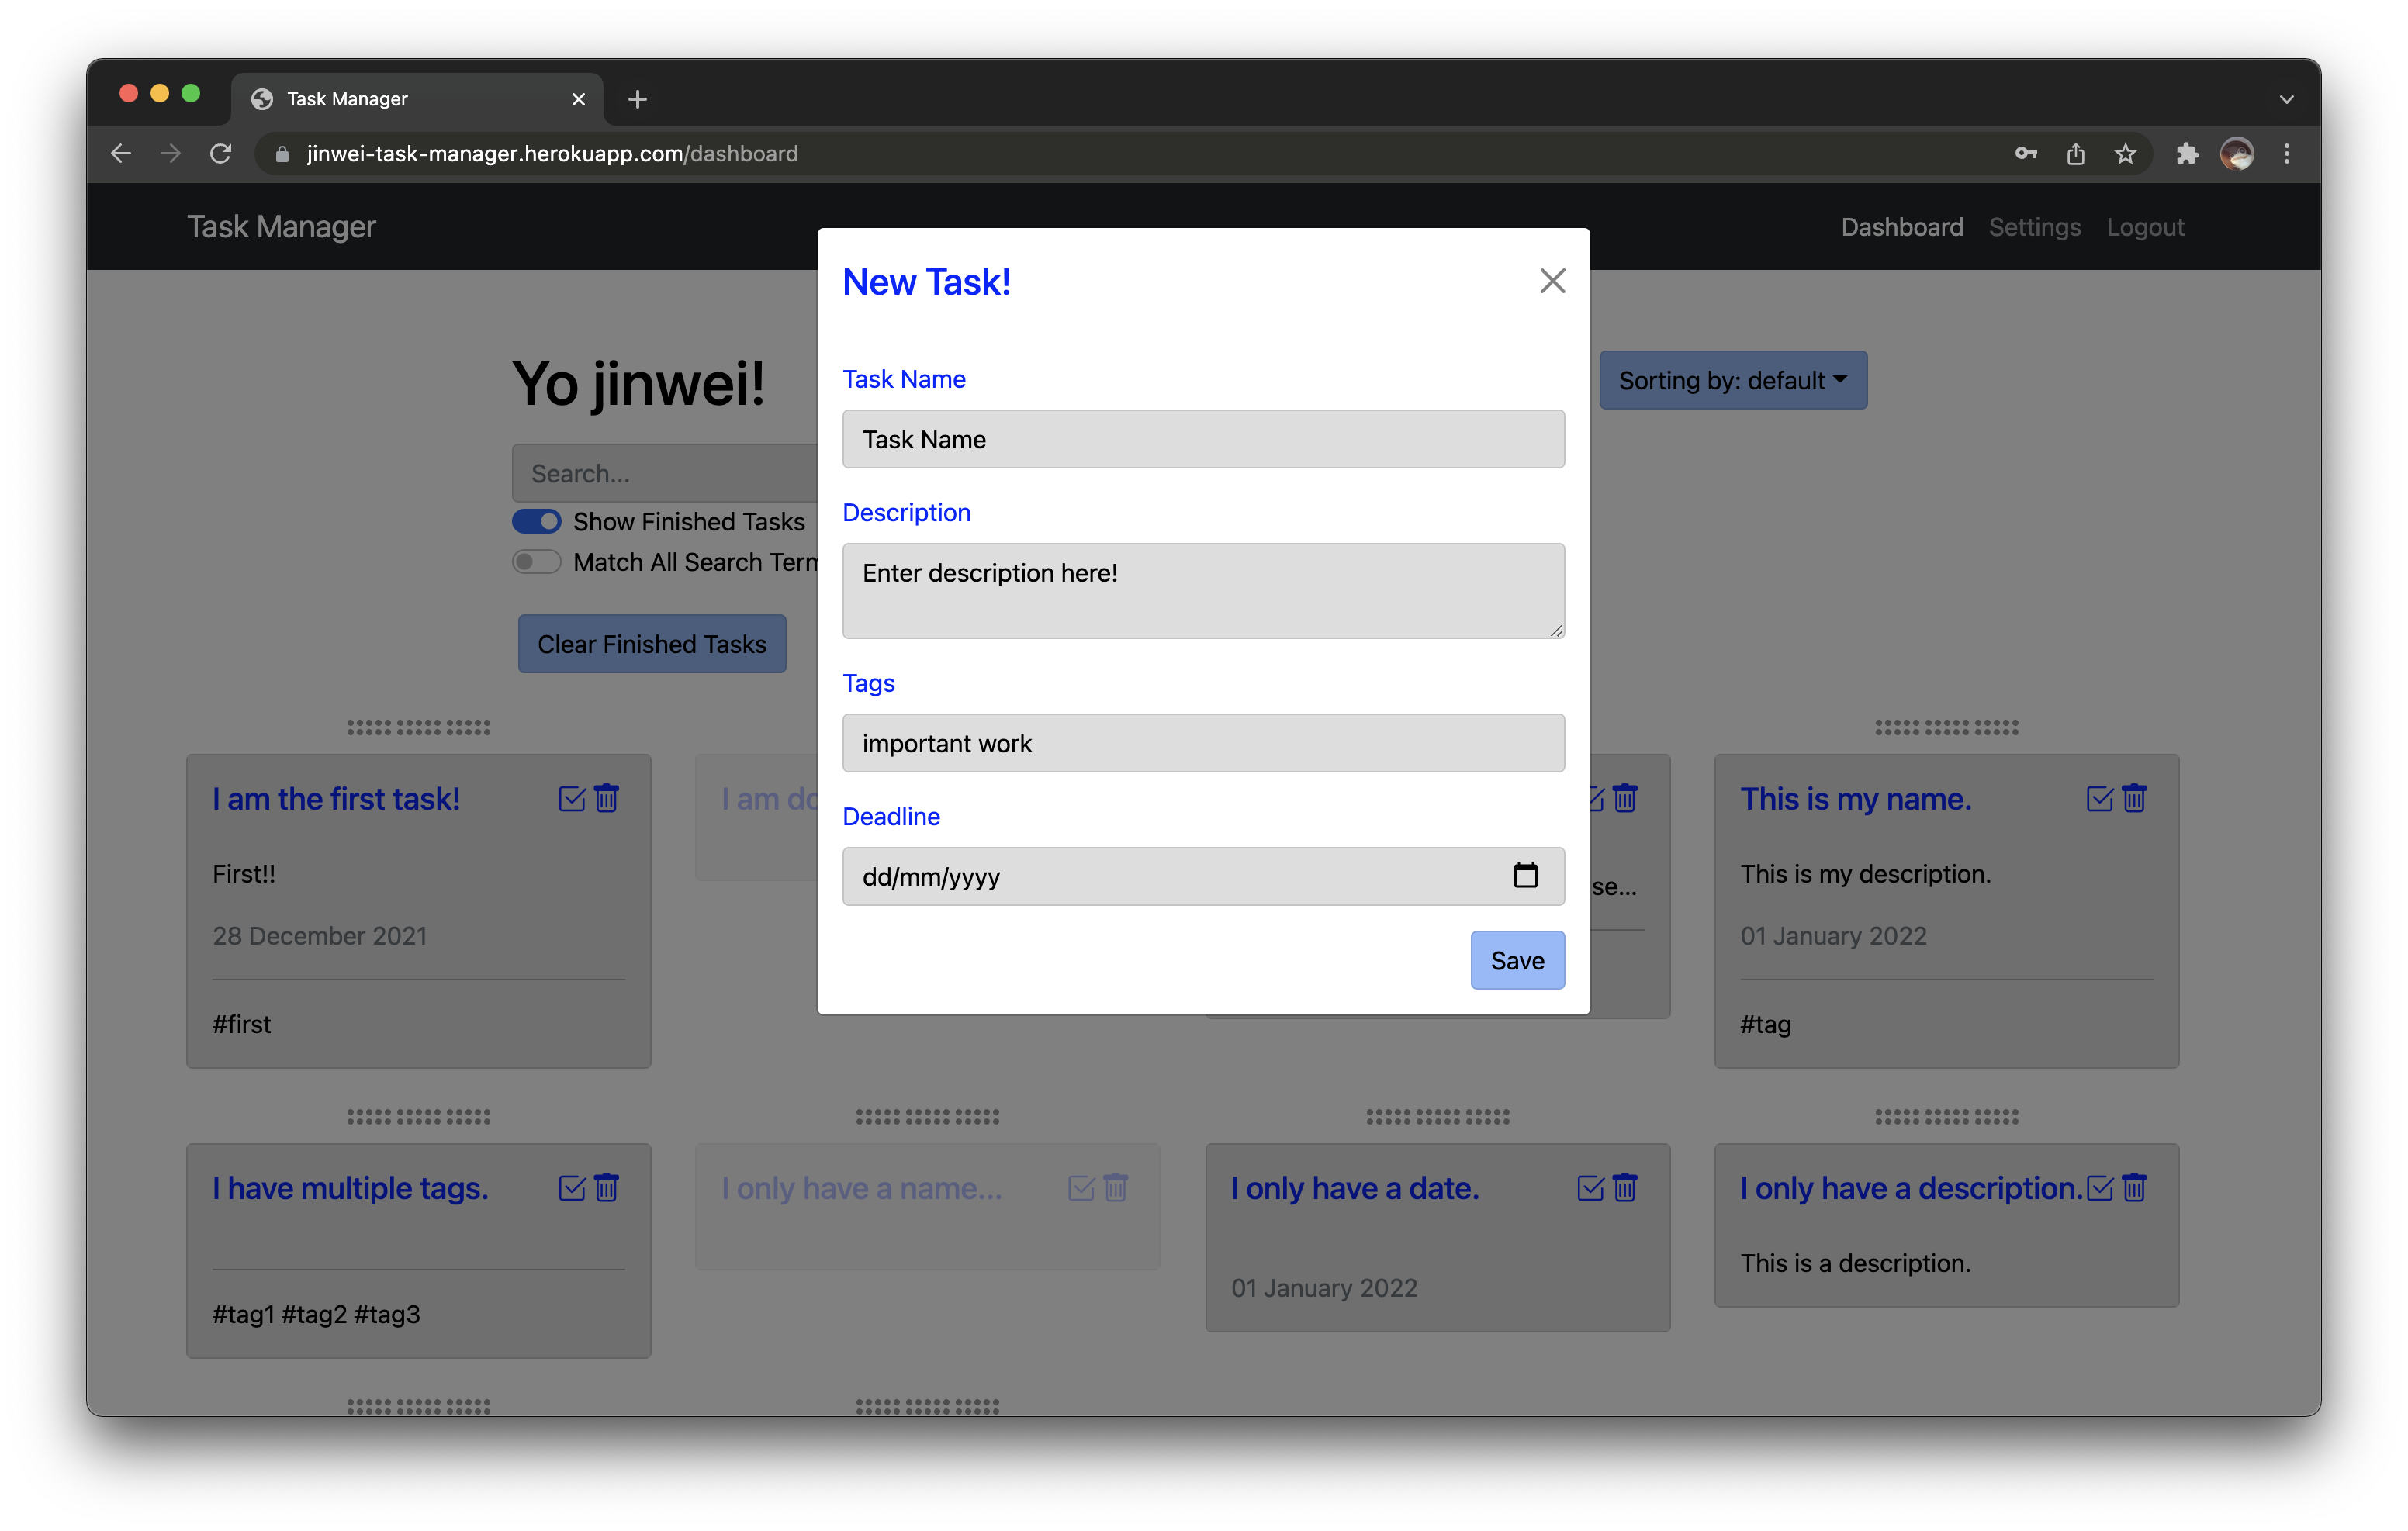 Task Manager
jinwei-task-manager.herokuapp.com/dashboard
Task Manager
Dashboard Settings Logout
New Task!
Task Name
Task Name
Description
Enter description here!
Tags
important work
Deadline
dd/mm/yyyy
Save
Yo jinwei!
Sorting by: default
Search...
Show Finished Tasks
Match All Search
Clear Finished Tasks
I am the first task!
First!!
28 December 2021
#first
I am
This is my name.
This is my description.
01 January 2022
#tag
I have multiple tags.
#tag1 #tag2 #tag3
I only have a name...
I only have a date.
01 January 2022
I only have a description.
This is a description.